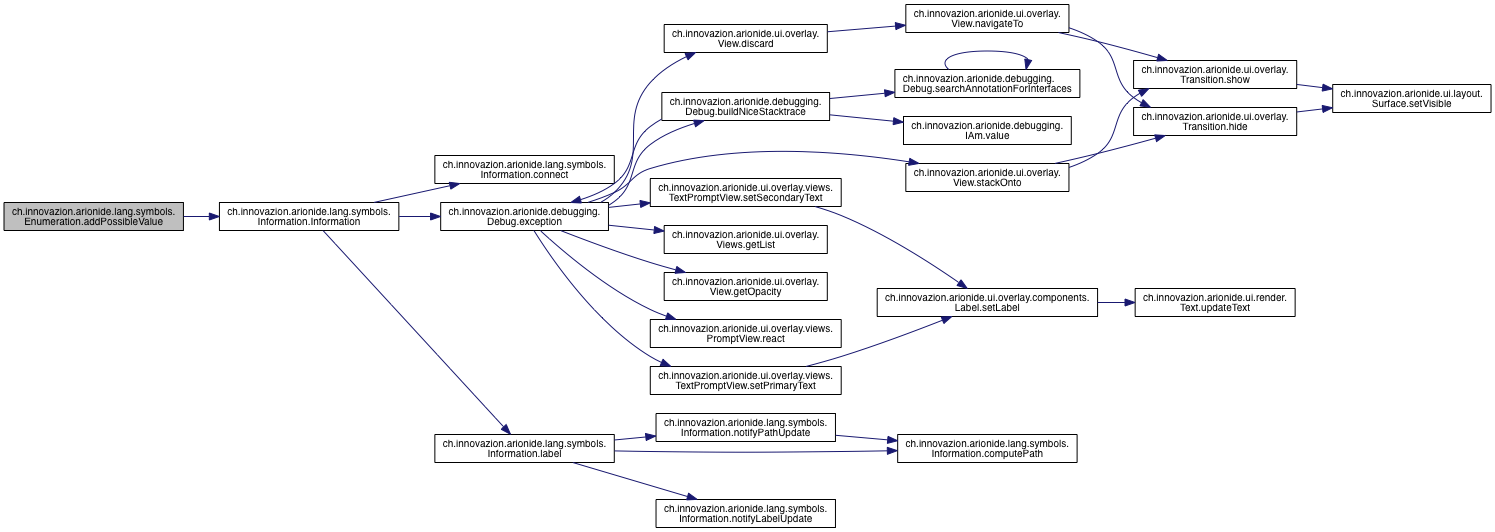 ch.innovazion.arionide.lang.symbols.
Enumeration.addPossibleValue
ch.innovazion.arionide.lang.symbols.
Information.Information
ch.innovazion.arionide.lang.symbols.
Information.connect
ch.innovazion.arionide.debugging.
Debug.exception
ch.innovazion.arionide.lang.symbols.
Information.label
ch.innovazion.arionide.ui.overlay.
View.discard
ch.innovazion.arionide.debugging.
Debug.buildNiceStacktrace
ch.innovazion.arionide.ui.overlay.views.
TextPromptView.setSecondaryText
ch.innovazion.arionide.ui.overlay.
Views.getList
ch.innovazion.arionide.ui.overlay.
View.getOpacity
ch.innovazion.arionide.ui.overlay.views.
PromptView.react
ch.innovazion.arionide.ui.overlay.views.
TextPromptView.setPrimaryText
ch.innovazion.arionide.lang.symbols.
Information.notifyPathUpdate
ch.innovazion.arionide.lang.symbols.
Information.notifyLabelUpdate
ch.innovazion.arionide.ui.overlay.
View.navigateTo
ch.innovazion.arionide.debugging.
Debug.searchAnnotationForInterfaces
ch.innovazion.arionide.debugging.
IAm.value
ch.innovazion.arionide.ui.overlay.
View.stackOnto
ch.innovazion.arionide.ui.overlay.components.
Label.setLabel
ch.innovazion.arionide.lang.symbols.
Information.computePath
ch.innovazion.arionide.ui.overlay.
Transition.show
ch.innovazion.arionide.ui.overlay.
Transition.hide
ch.innovazion.arionide.ui.render.
Text.updateText
ch.innovazion.arionide.ui.layout.
Surface.setVisible